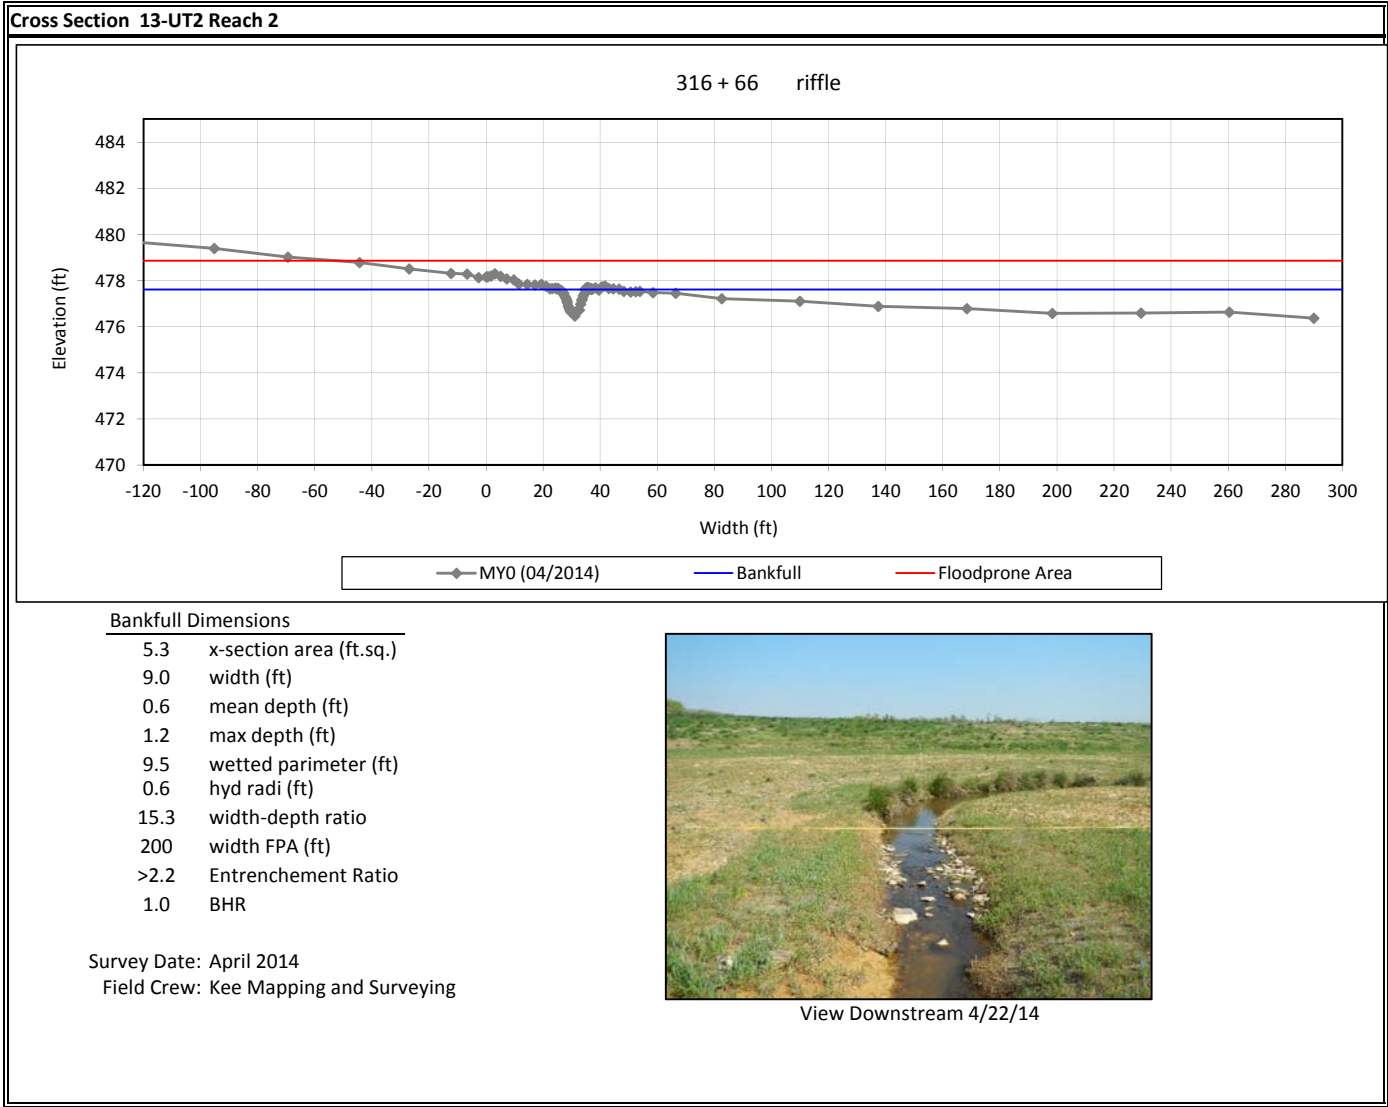 Cross Section 13-UT2 Reach 2
316 + 66 riffle
484
482
480
478
476
474
472
470
Elevation (ft)
-120 -100 -80 -60 -40 -20 0 20 40 60 80 100 120 140 160 180 200 220 240 260 280 300
Width (ft)
MY0 (04/2014) Bankfull Floodprone Area
Bankfull Dimensions
5.3 x-section area (ft.sq.)
9.0 width (ft)
0.6 mean depth (ft)
1.2 max depth (ft)
9.5 wetted parimeter (ft)
0.6 hyd radi (ft)
15.3 width-depth ratio
200 width FPA (ft)
>2.2 Entrenchement Ratio
1.0 BHR
Survey Date: April 2014
Field Crew: Kee Mapping and Surveying
View Downstream 4/22/14